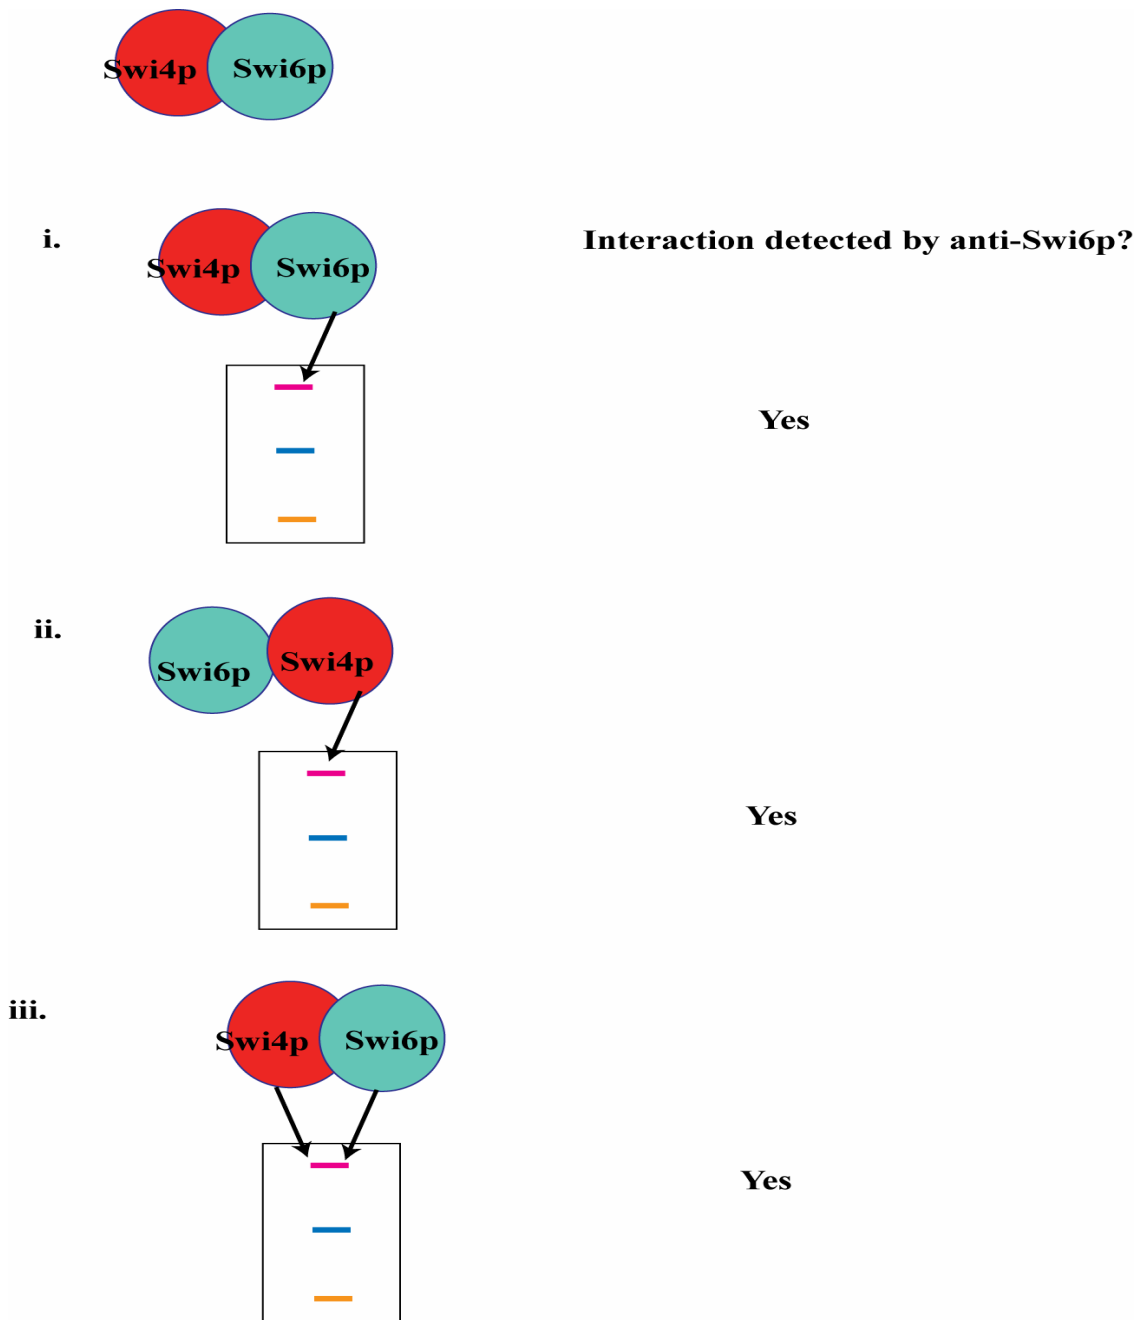 Swi4p Swi6p
i. Interaction detected by anti-Swi6p?
Swi4p Swi6p
Yes
ii.
Swi6p Swi4p
Yes
iii.
Swi4p Swi6p
Yes